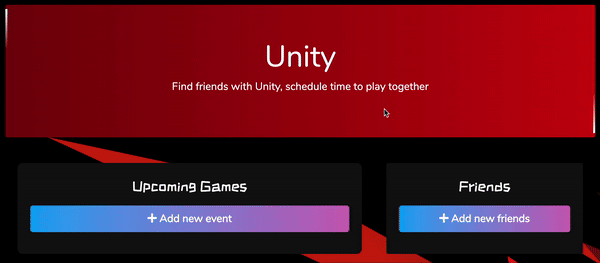 Unity
Find friends with Unity, schedule time to play together
Upcoming Games
+ Add new event
Friends
+ Add new friends